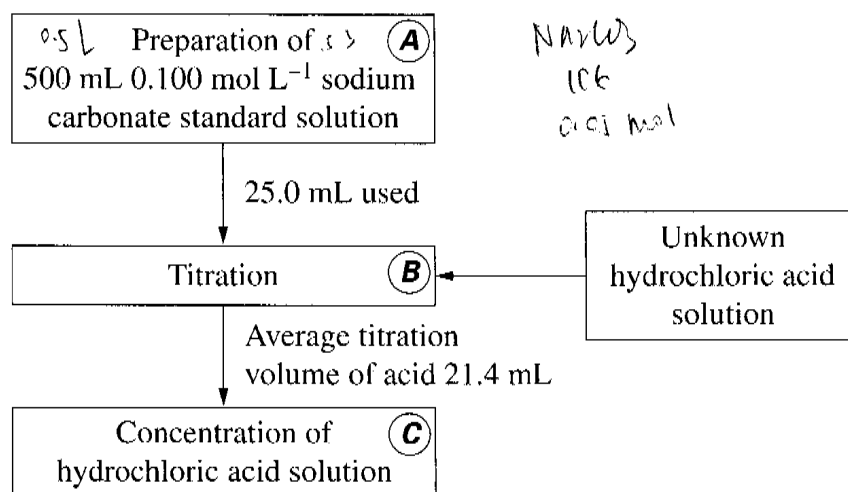 0.5 L Preparation of
A
500 mL 0.100 mol L⁻¹ sodium
carbonate standard solution
0.05 mol
25.0 mL used
Titration
B
Unknown
hydrochloric acid
solution
Average titration
volume of acid 21.4 mL
Concentration of
C
hydrochloric acid solution